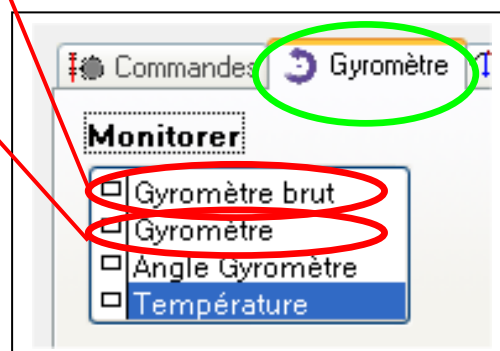 Commandes Gyromètre
Monitorer
Gyromètre brut
Gyromètre
Angle Gyromètre
Température